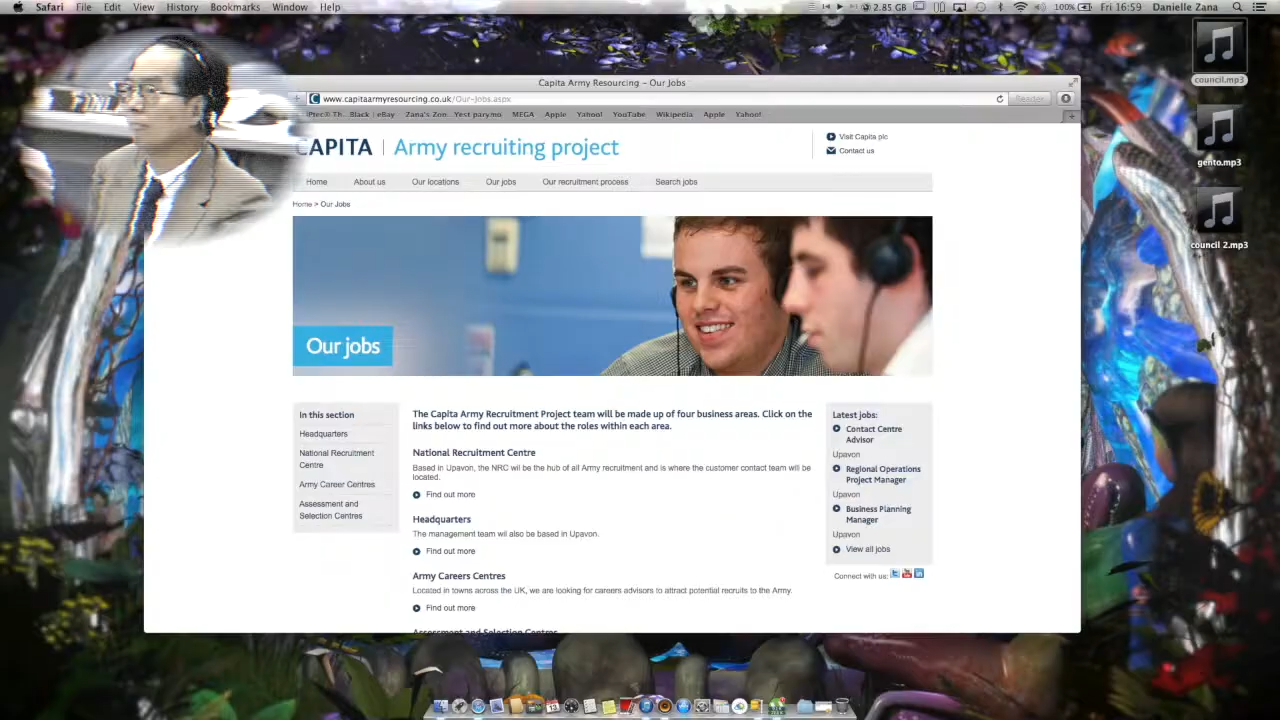 Safari File Edit View History Bookmarks Window Help
2.85 GB 100% Fri 16:59 Danielle Zana
council.mp3
gento.mp3
council 2.mp3
Capita Army Resourcing – Our Jobs
www.capitaarmyresourcing.co.uk/Our-Jobs.aspx
Reader
Black | eBay Zana's Zon Yest parymo MEGA Apple Yahoo! YouTube Wikipedia Apple Yahoo!
CAPITA | Army recruiting project
Visit Capita plc
Contact us
Home About us Our locations Our jobs Our recruitment process Search jobs
Home > Our Jobs
Our jobs
In this section
Headquarters
National Recruitment
Centre
Army Career Centres
Assessment and
Selection Centres
The Capita Army Recruitment Project team will be made up of four business areas. Click on the
links below to find out more about the roles within each area.
National Recruitment Centre
Based in Upavon, the NRC will be the hub of all Army recruitment and is where the customer contact team will be
located.
Find out more
Headquarters
The management team wil also be based in Upavon.
Find out more
Army Careers Centres
Located in towns across the UK, we are looking for careers advisors to attract potential recruits to the Army.
Find out more
Assessment and Selection Centres
Latest jobs:
Contact Centre
Advisor
Upavon
Regional Operations
Project Manager
Upavon
Business Planning
Manager
Upavon
View all jobs
Connect with us: